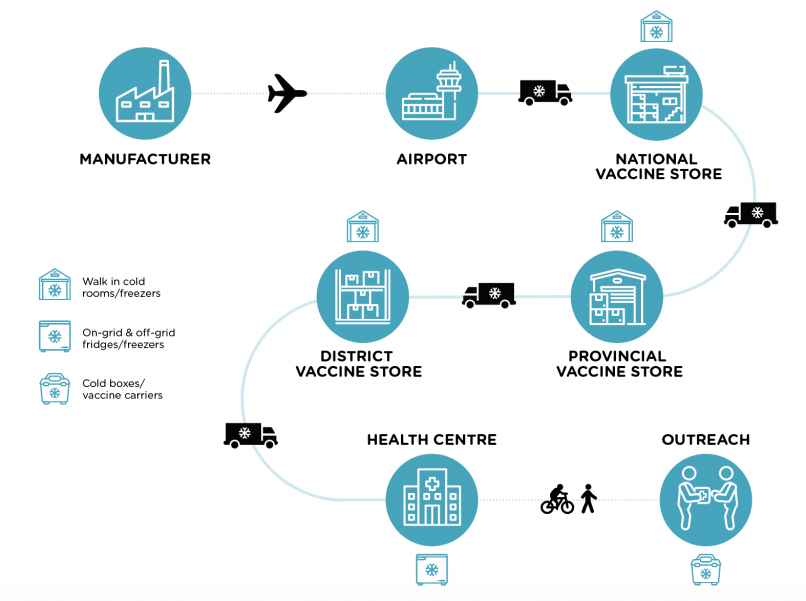 MANUFACTURER
AIRPORT
NATIONAL
VACCINE STORE
Walk in cold
rooms/freezers
On-grid & off-grid
fridges/freezers
Cold boxes/
vaccine carriers
DISTRICT
VACCINE STORE
PROVINCIAL
VACCINE STORE
HEALTH CENTRE
OUTREACH